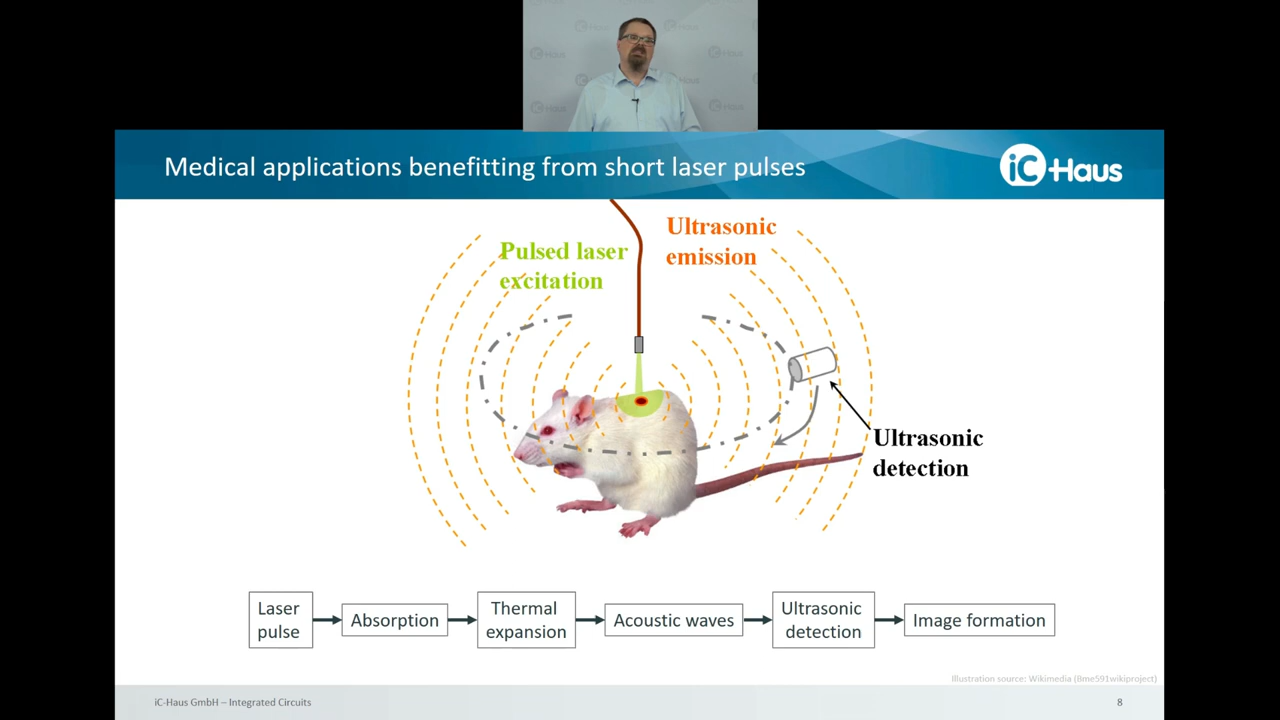 Medical applications benefitting from short laser pulses
iC Haus
Pulsed laser
excitation
Ultrasonic
emission
Ultrasonic
detection
Laser
pulse
Absorption
Thermal
expansion
Acoustic waves
Ultrasonic
detection
Image formation
Illustration source: Wikimedia (Bme591wikiproject)
iC-Haus GmbH – Integrated Circuits
8